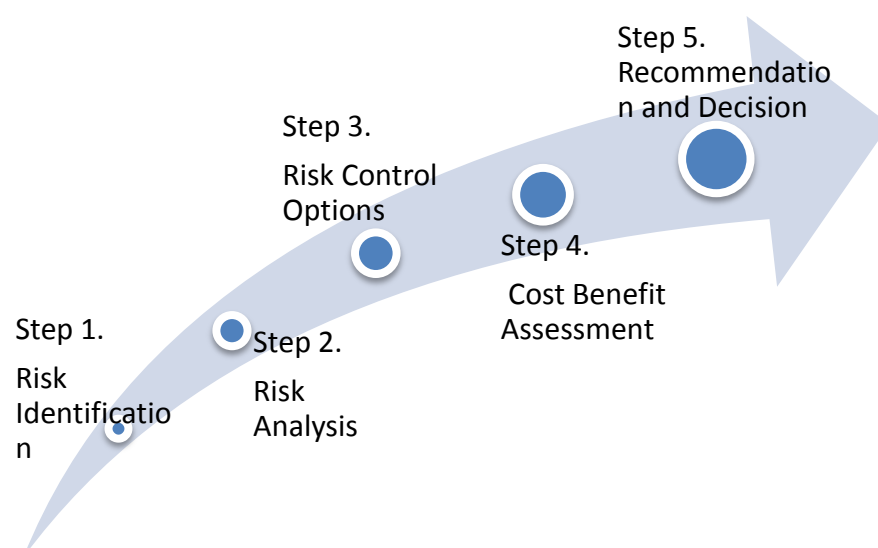 Step 1.
Risk
Identificatio
n
Step 2.
Risk
Analysis
Step 3.
Risk Control
Options
Step 4.
Cost Benefit
Assessment
Step 5.
Recommendatio
n and Decision